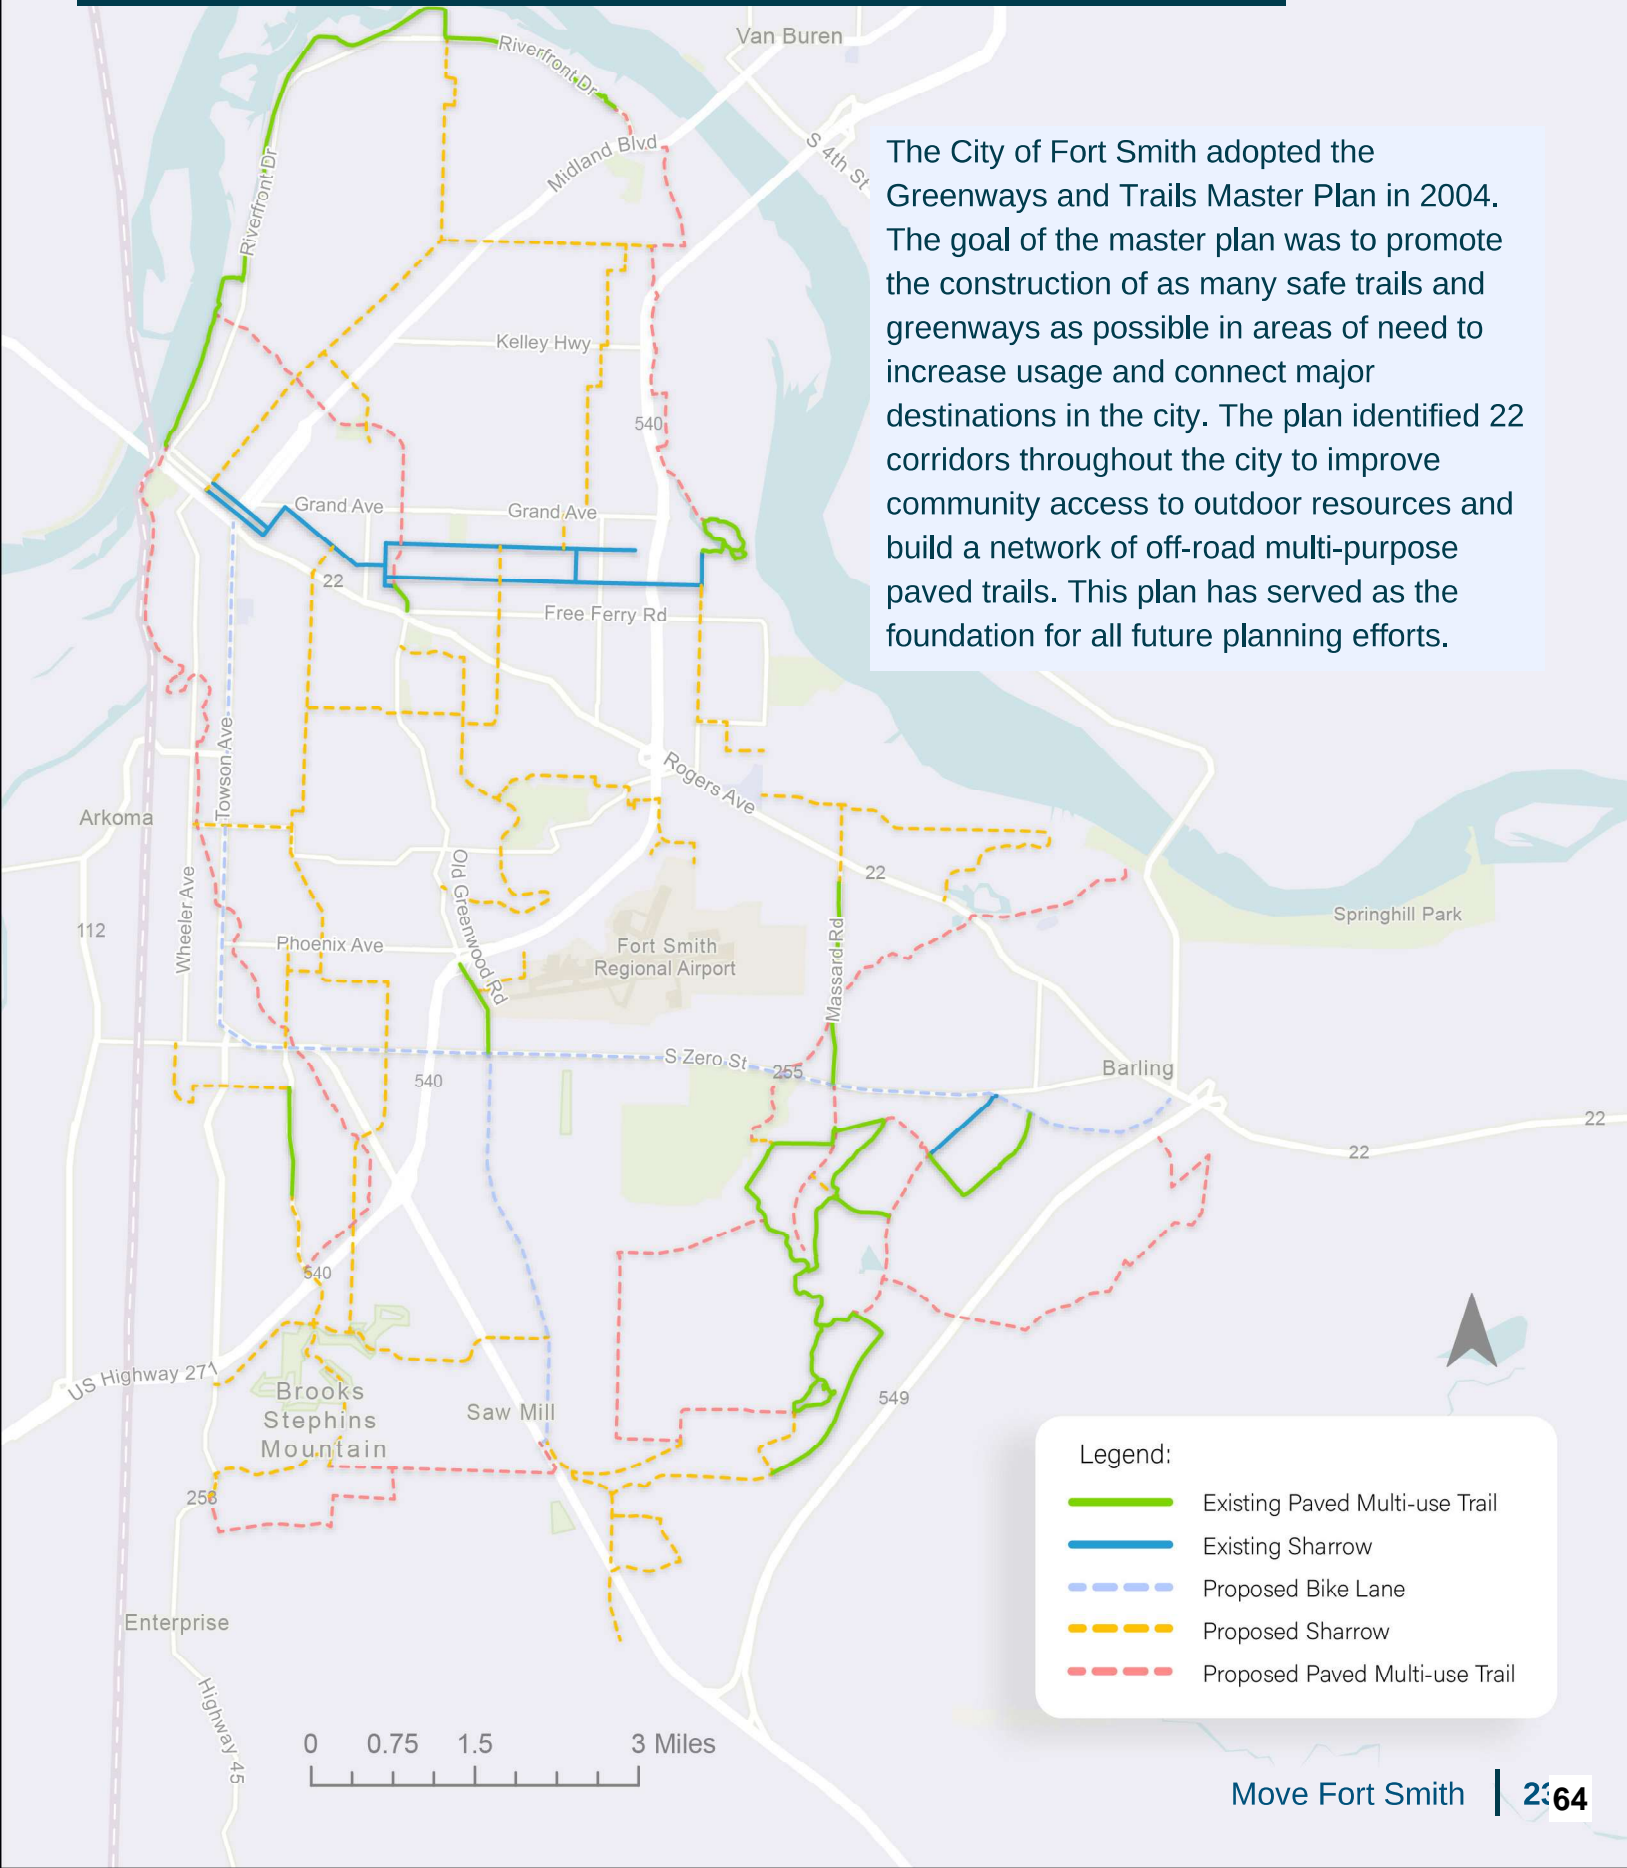 Van Buren
Riverfront Dr
Midland Blvd
S 4th St
Riverfront Dr
The City of Fort Smith adopted the
Greenways and Trails Master Plan in 2004.
The goal of the master plan was to promote
the construction of as many safe trails and
greenways as possible in areas of need to
increase usage and connect major
destinations in the city. The plan identified 22
corridors throughout the city to improve
community access to outdoor resources and
build a network of off-road multi-purpose
paved trails. This plan has served as the
foundation for all future planning efforts.
Kelley Hwy
540
Grand Ave
Grand Ave
22
Free Ferry Rd
Towson Ave
Rogers Ave
Arkoma
Old Greenwood Rd
22
Wheeler Ave
112
Phoenix Ave
Fort Smith
Regional Airport
Massard Rd
Springhill Park
S Zero St
255
540
Barling
22
22
540
US Highway 271
Brooks
Stephins
Mountain
Saw Mill
549
253
Enterprise
Highway 45
Legend:
Existing Paved Multi-use Trail
Existing Sharrow
Proposed Bike Lane
Proposed Sharrow
Proposed Paved Multi-use Trail
0 0.75 1.5 3 Miles
Move Fort Smith 64